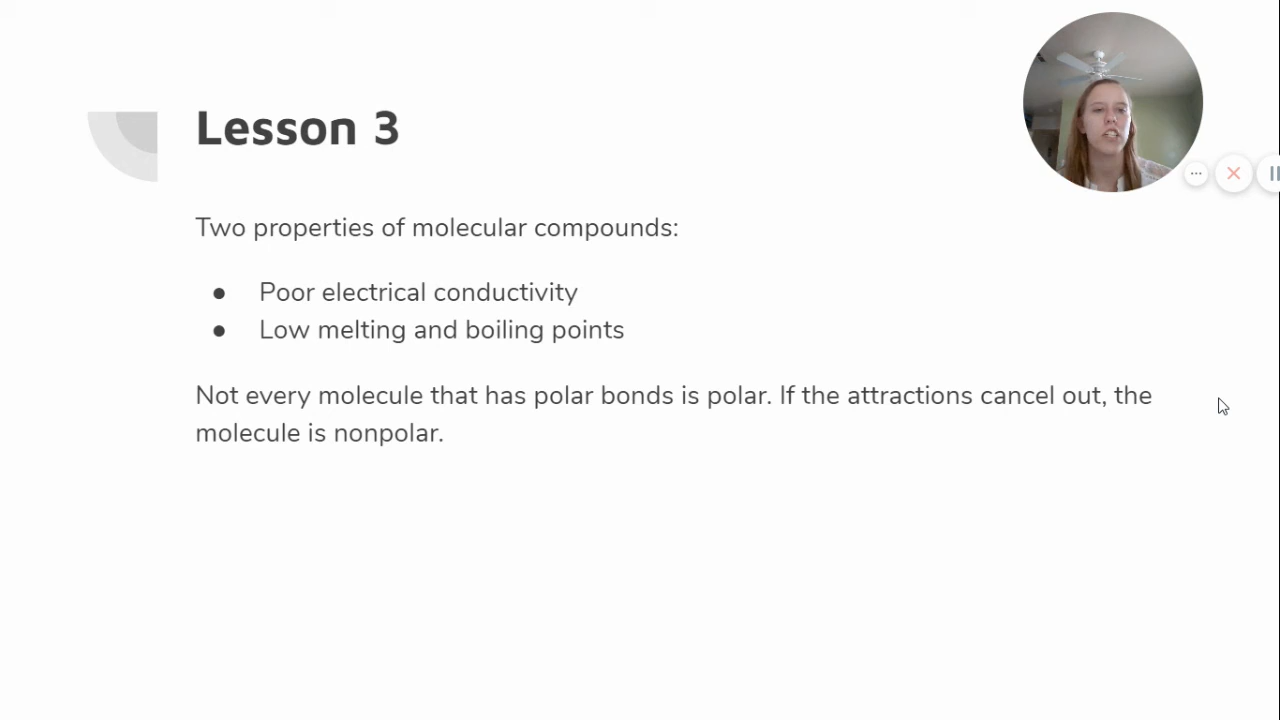 Lesson 3
Two properties of molecular compounds:
● Poor electrical conductivity
● Low melting and boiling points
Not every molecule that has polar bonds is polar. If the attractions cancel out, the
molecule is nonpolar.